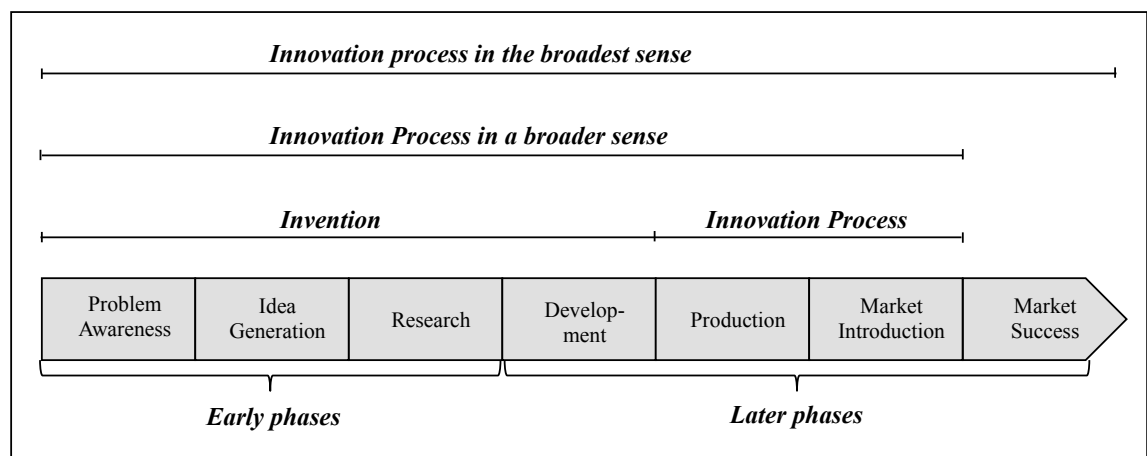 Innovation process in the broadest sense
Innovation Process in a broader sense
Invention
Innovation Process
Problem
Awareness
Idea
Generation
Research
Develop-
ment
Production
Market
Introduction
Market
Success
Early phases
Later phases